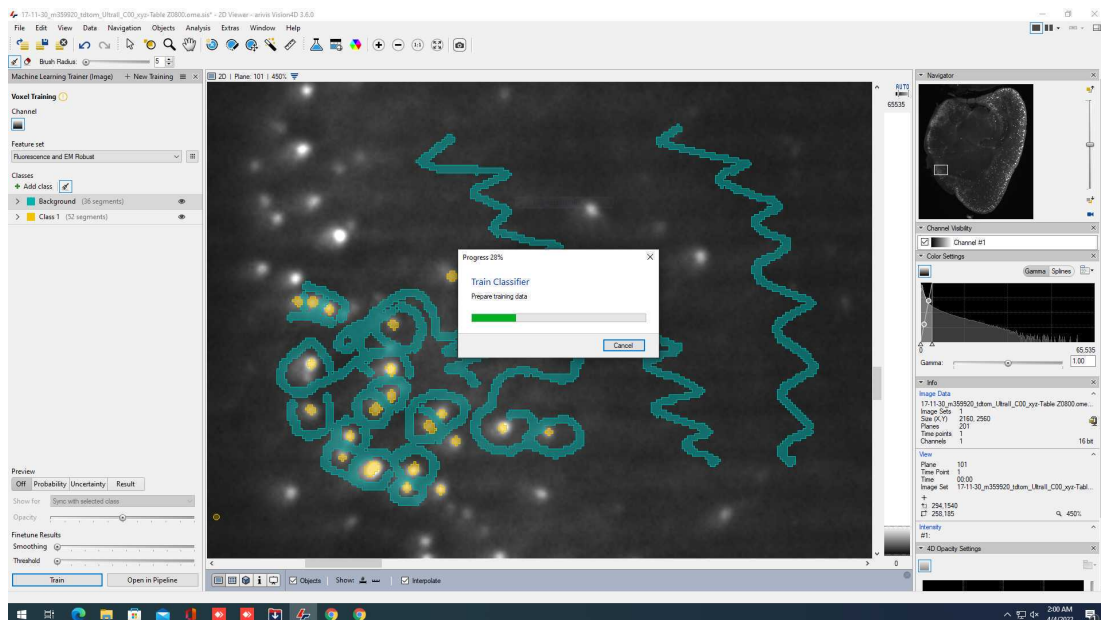 17-11-30_m359920_tdtom_UltraII_C00_xyz-Table Z0800.ome.sis* - 2D Viewer - arivis Vision4D 3.6.0
File Edit View Data Navigation Objects Analysis Extras Window Help
Brush Radius: 5
Machine Learning Trainer (Image) + New Training
Voxel Training
Channel
Feature set
Fluorescence and EM Robust
Classes
+ Add class
Background (36 segments)
Class 1 (52 segments)
Preview
Off Probability Uncertainty Result
Show for Sync with selected class
Opacity
Finetune Results
Smoothing
Threshold
Train Open in Pipeline
2D | Plane: 101 | 450%
AUTO
65535
0
Progress 28%
Train Classifier
Prepare training data
Cancel
Objects Show: Interpolate
Navigator
Channel Visibility
Channel #1
Color Settings
Gamma Splines
0 65,535
Gamma: 1.00
Info
Image Data
17-11-30_m359920_tdtom_UltraII_C00_xyz-Table Z0800.ome...
Image Sets 1
Size (X,Y) 2160, 2560
Planes 201
Time points 1
Channels 1 16 bit
View
Plane 101
Time Point 1
Time 00:00
Image Set 17-11-30_m359920_tdtom_UltraII_C00_xyz-Tabl...
294,1540
258,185 450%
Intensity
#1:
4D Opacity Settings
2:00 AM
4/4/2022